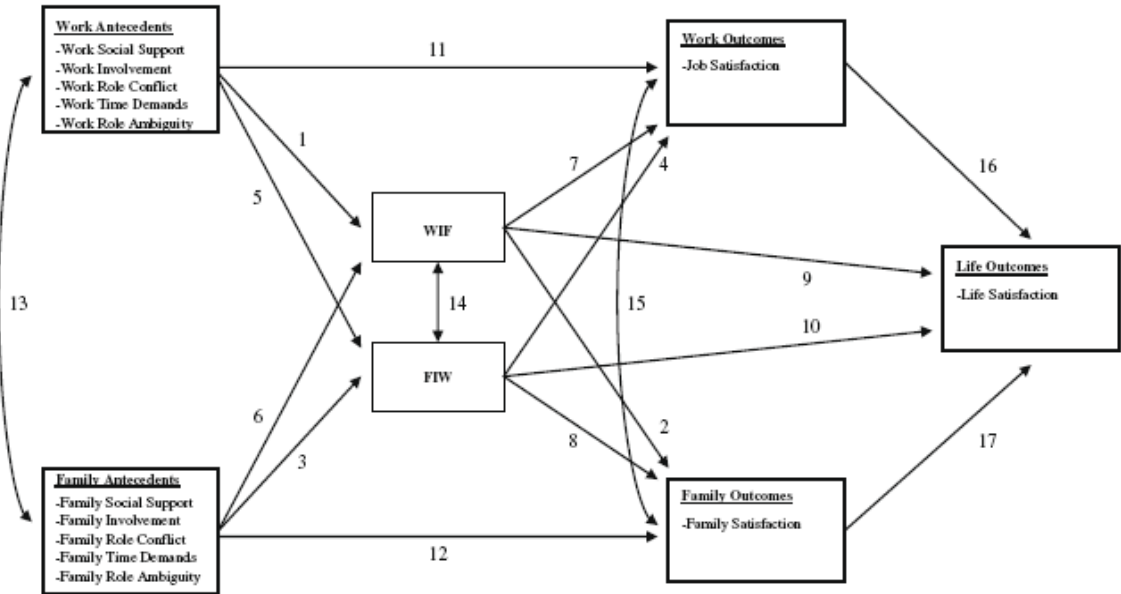 Work Antecedents
-Work Social Support
-Work Involvement
-Work Role Conflict
-Work Time Demands
-Work Role Ambiguity
11
Work Outcomes
-Job Satisfaction
1
7
4
16
5
WIF
9
Life Outcomes
-Life Satisfaction
13
14
15
10
FIW
6
3
8
2
17
Family Antecedents
-Family Social Support
-Family Involvement
-Family Role Conflict
-Family Time Demands
-Family Role Ambiguity
12
Family Outcomes
-Family Satisfaction